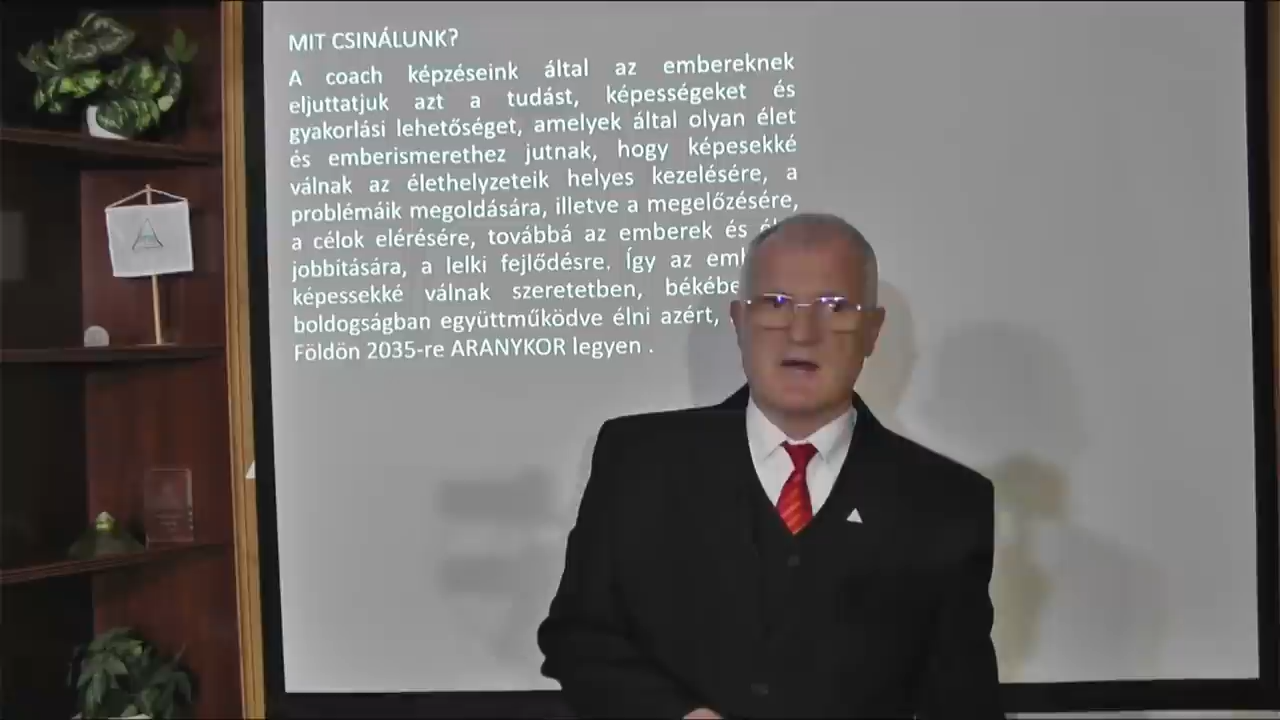 MIT CSINÁLUNK?
A coach képzéseink által az embereknek
eljuttatjuk azt a tudást, képességeket és
gyakorlási lehetőséget, amelyek által olyan élet
és emberismerethez jutnak, hogy képesekké
válnak az élethelyzeteik helyes kezelésére, a
problémáik megoldására, illetve a megelőzésére,
a célok elérésére, továbbá az emberek és
jobbítására, a lelki fejlődésre. Így az
képessekké válnak szeretetben,
boldogságban együttműködve élni azért,
Földön 2035-re ARANYKOR legyen .